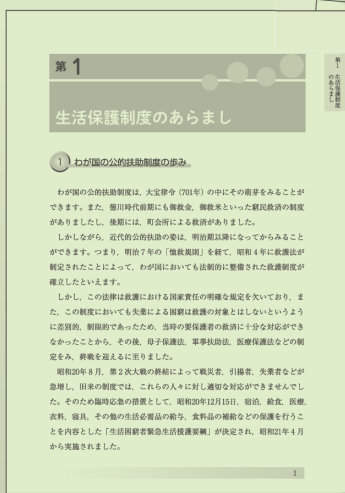 第1
生活保護制度のあらまし
第1 生活保護制度
のあらまし
1 わが国の公的扶助制度の歩み
わが国の公的扶助制度は，大宝律令（701年）の中にその萌芽をみることが
できます。また，徳川時代前期にも御救金，御救米といった窮民救済の制度
がありましたし，後期には，町会所による救済がありました。
しかしながら，近代的公的扶助の姿は，明治期以降になってからみること
ができます。つまり，明治７年の「恤救規則」を経て，昭和４年に救護法が
制定されたことによって，わが国においても法制的に整備された救護制度が
確立したといえます。
しかし，この法律は救護における国家責任の明確な規定を欠いており，ま
た，この制度においても失業による困窮は救護の対象とはしないというよう
に差別的，制限的であったため，当時の要保護者の救済に十分な対応ができ
なかったことから，その後，母子保護法，軍事扶助法，医療保護法などの制
定をみ，終戦を迎えるに至りました。
昭和20年８月，第２次大戦の終結によって戦災者，引揚者，失業者などが
急増し，旧来の制度では，これらの人々に対し適切な対応ができませんでし
た。そのため臨時応急の措置として，昭和20年12月15日，宿泊，給食，医療，
衣料，寝具，その他の生活必需品の給与，食料品の補給などの保護を行うこ
とを内容とした「生活困窮者緊急生活援護要綱」が決定され，昭和21年４月
から実施されました。
1